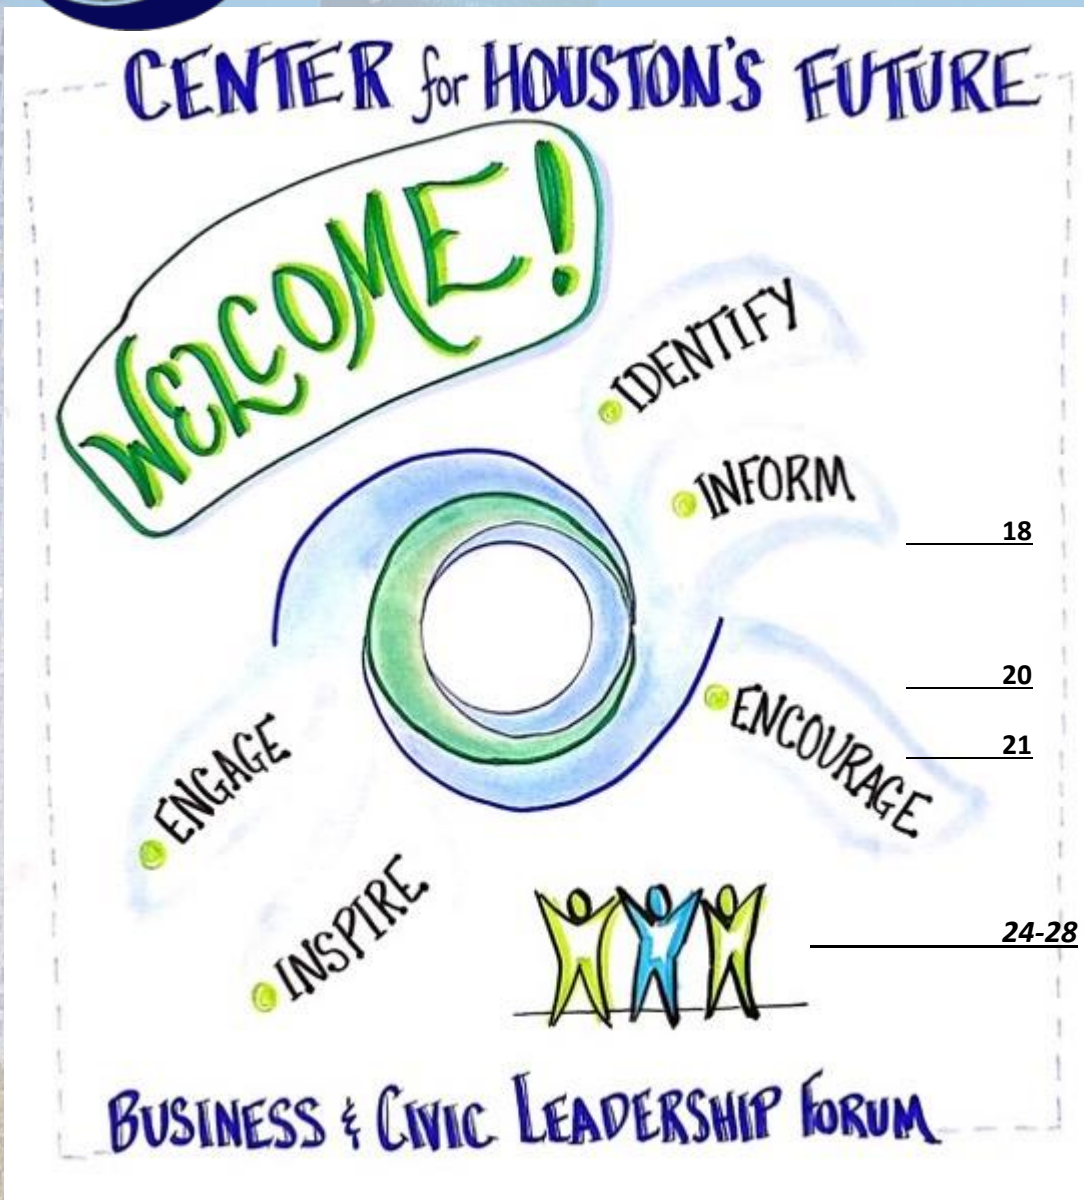 CENTER for HOUSTON'S FUTURE
WELCOME!
IDENTIFY
INFORM
18
20
ENCOURAGE
21
ENGAGE
INSPIRE
24-28
BUSINESS & CIVIC LEADERSHIP FORUM